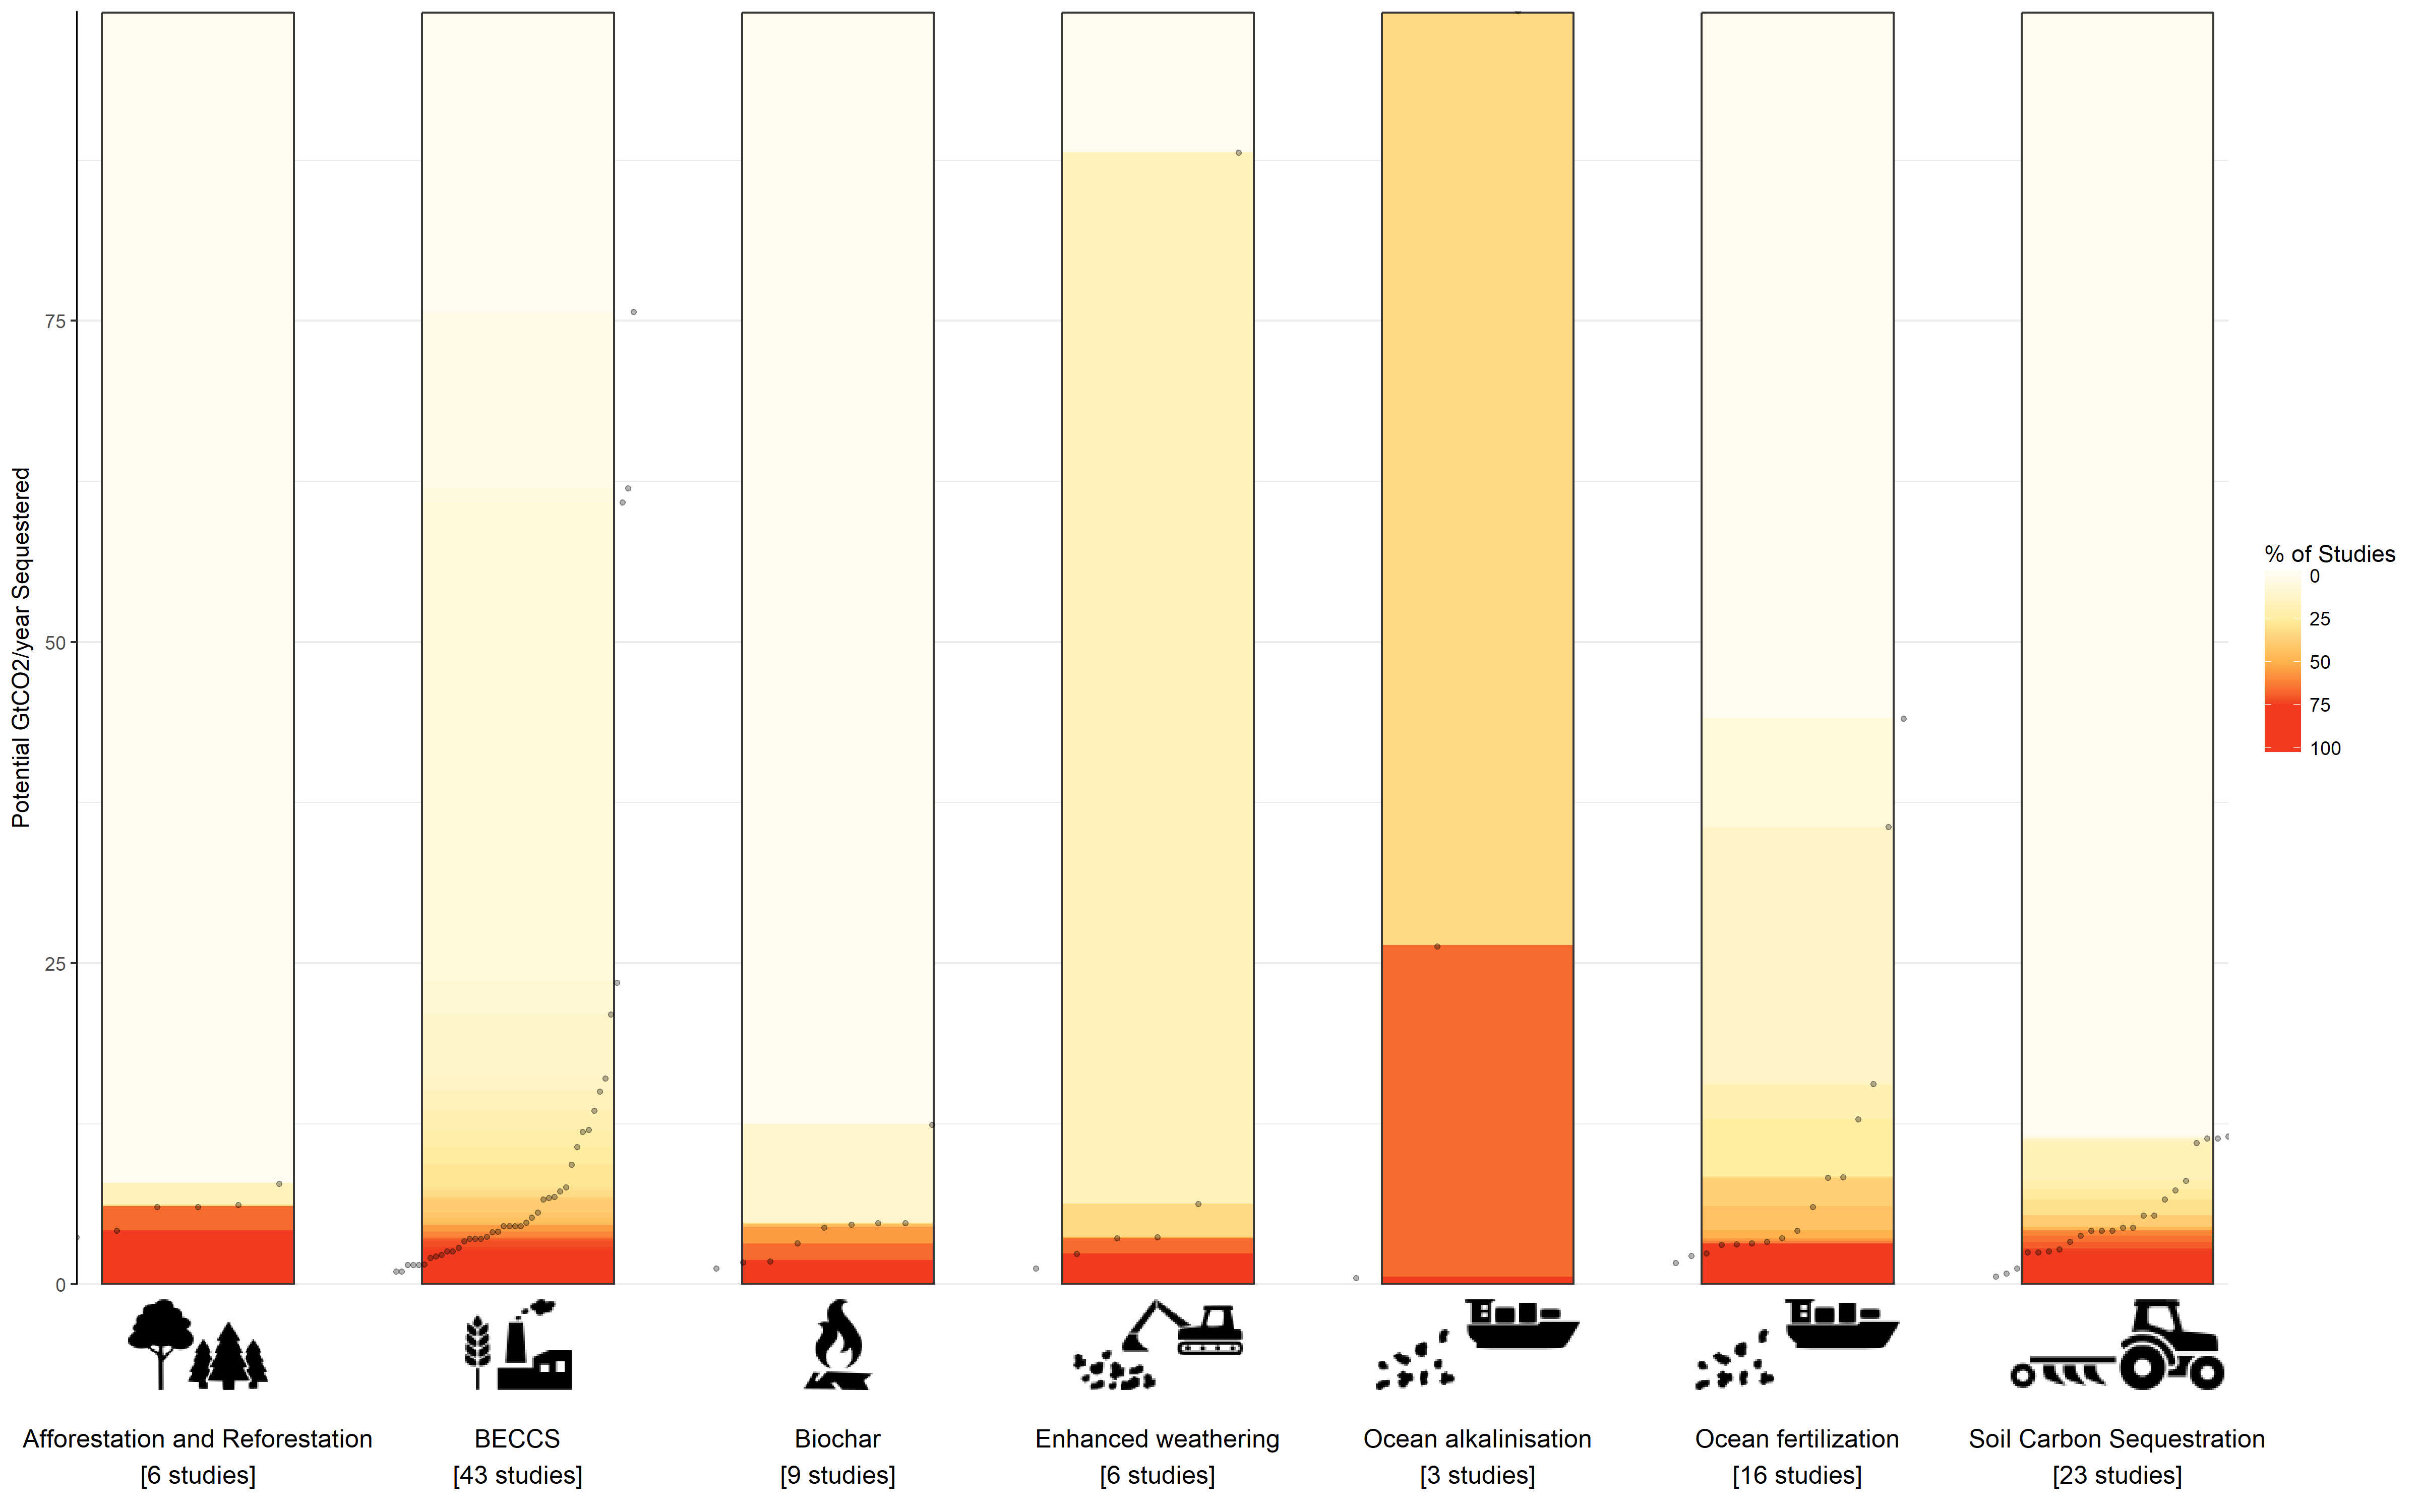 Potential GtCO2/year Sequestered
75
50
25
0
% of Studies
0
25
50
75
100
Afforestation and Reforestation
[6 studies]
BECCS
[43 studies]
Biochar
[9 studies]
Enhanced weathering
[6 studies]
Ocean alkalinisation
[3 studies]
Ocean fertilization
[16 studies]
Soil Carbon Sequestration
[23 studies]